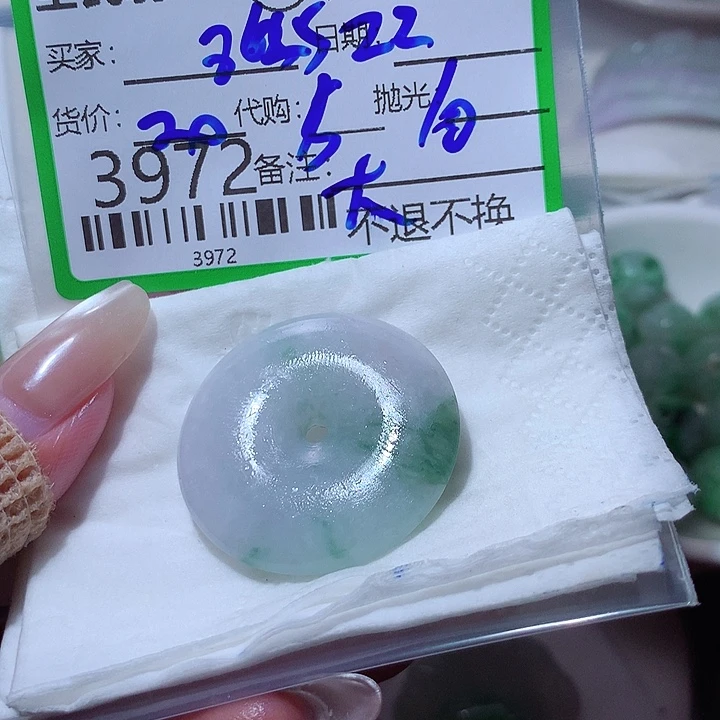 买家: 日期: 22
货价: 20 代购: 5 抛光
3972 备注: 大
不退不换
3972